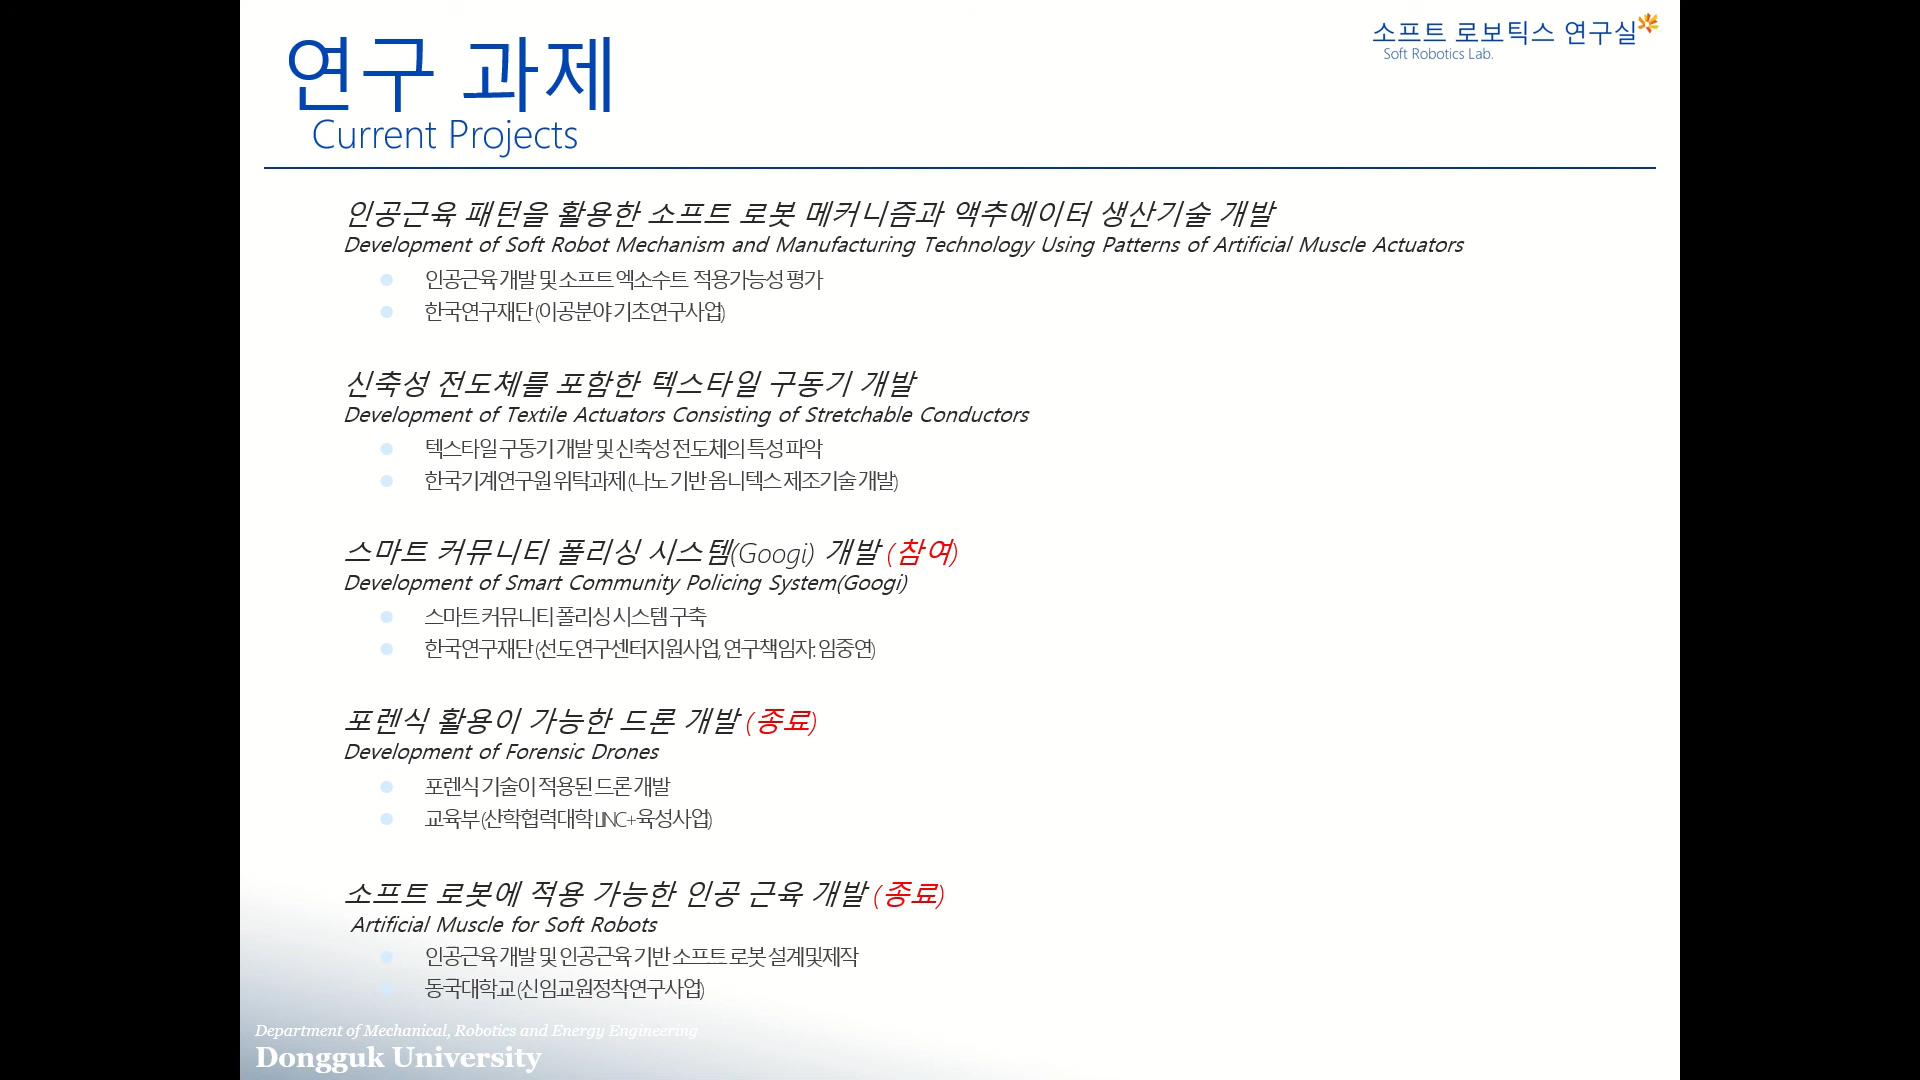 연구 과제
Current Projects
소프트 로보틱스 연구실
Soft Robotics Lab.
인공근육 패턴을 활용한 소프트 로봇 메커니즘과 액추에이터 생산기술 개발
Development of Soft Robot Mechanism and Manufacturing Technology Using Patterns of Artificial Muscle Actuators
인공근육 개발 및 소프트 엑소수트 적용가능성 평가
한국연구재단 (이공분야 기초연구사업)
신축성 전도체를 포함한 텍스타일 구동기 개발
Development of Textile Actuators Consisting of Stretchable Conductors
텍스타일 구동기 개발 및 신축성 전도체의 특성 파악
한국기계연구원 위탁과제 (나노 기반 옴니텍스 제조기술 개발)
스마트 커뮤니티 폴리싱 시스템(Googi) 개발 (참여)
Development of Smart Community Policing System(Googi)
스마트 커뮤니티 폴리싱 시스템 구축
한국연구재단 (선도연구센터지원사업, 연구책임자: 임중연)
포렌식 활용이 가능한 드론 개발 (종료)
Development of Forensic Drones
포렌식 기술이 적용된 드론 개발
교육부 (산학협력대학 LINC+ 육성사업)
소프트 로봇에 적용 가능한 인공 근육 개발 (종료)
Artificial Muscle for Soft Robots
인공근육 개발 및 인공근육 기반 소프트 로봇 설계및제작
동국대학교 (신임교원정착연구사업)
Department of Mechanical, Robotics and Energy Engineering
Dongguk University